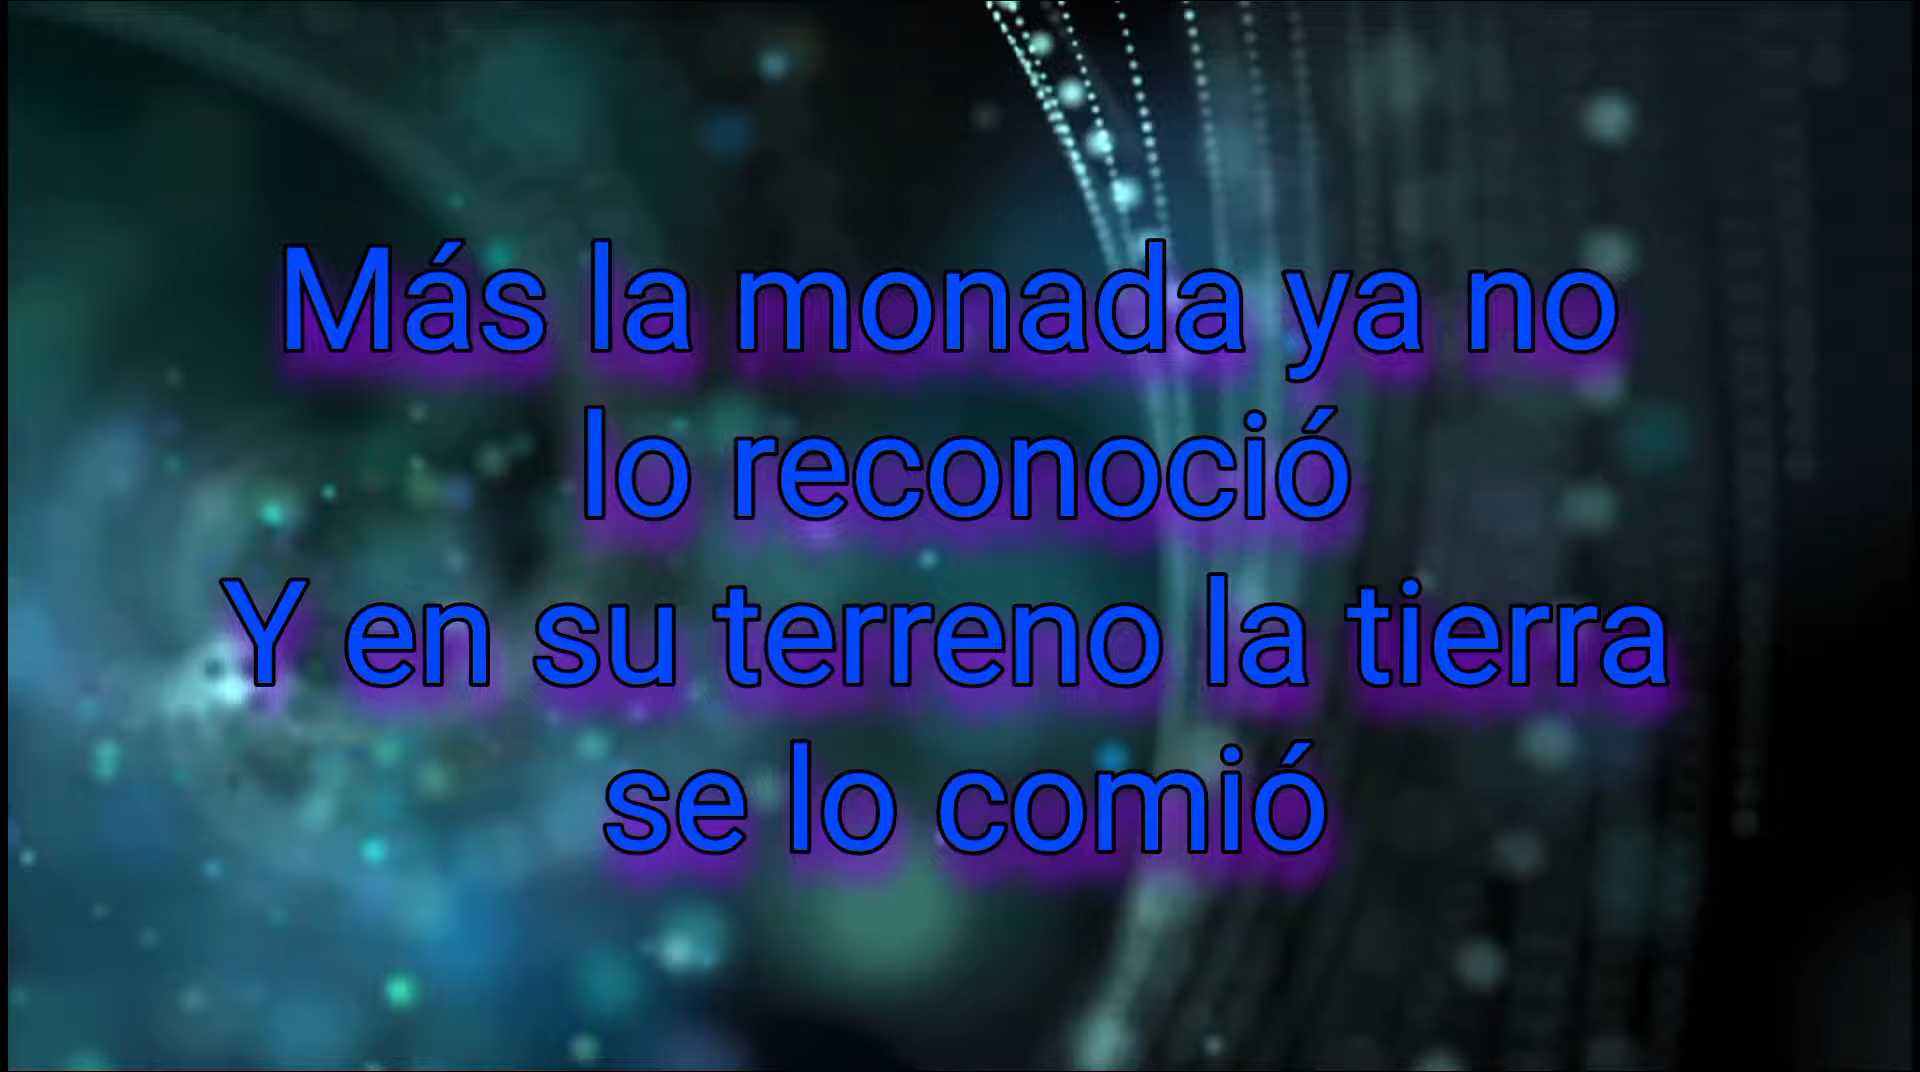 Más la monada ya no
lo reconoció
Y en su terreno la tierra
se lo comió